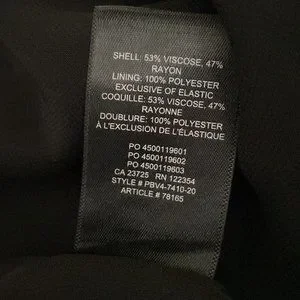 SHELL: 53% VISCOSE, 47%
RAYON
LINING: 100% POLYESTER
EXCLUSIVE OF ELASTIC
COQUILLE: 53% VISCOSE, 47%
RAYONNE
DOUBLURE: 100% POLYESTER
À L'EXCLUSION DE L'ÉLASTIQUE
PO 4500119601
PO 4500119602
PO 4500119603
CA 23725 RN 122354
STYLE # PBV4-7410-20
ARTICLE # 78165